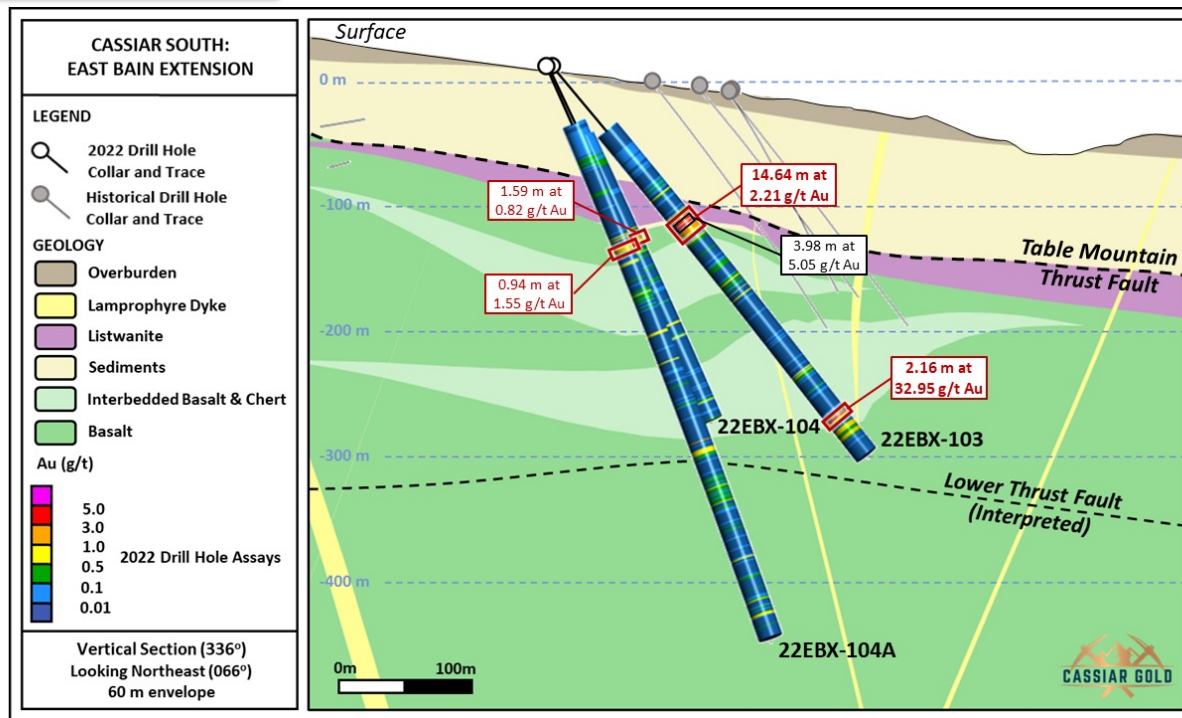 CASSIAR SOUTH:
EAST BAIN EXTENSION
LEGEND
2022 Drill Hole
Collar and Trace
Historical Drill Hole
Collar and Trace
GEOLOGY
Overburden
Lamprophyre Dyke
Listwanite
Sediments
Interbedded Basalt & Chert
Basalt
Au (g/t)
5.0
3.0
1.0
0.5
0.1
0.01
2022 Drill Hole Assays
Vertical Section (336º)
Looking Northeast (066º)
60 m envelope
Surface
0 m
-100 m
-200 m
-300 m
-400 m
1.59 m at
0.82 g/t Au
14.64 m at
2.21 g/t Au
3.98 m at
5.05 g/t Au
0.94 m at
1.55 g/t Au
Table Mountain
Thrust Fault
2.16 m at
32.95 g/t Au
22EBX-104
22EBX-103
Lower Thrust Fault
(Interpreted)
22EBX-104A
0m
100m
CASSIAR GOLD